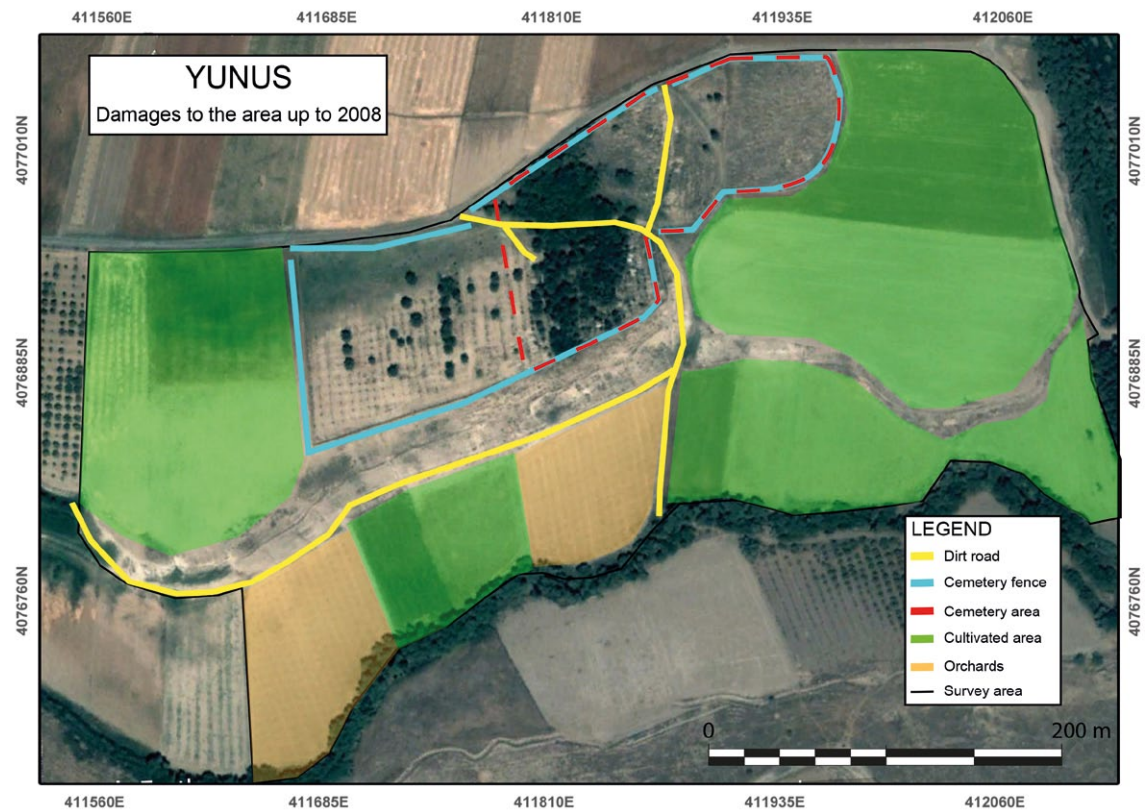 411560E 411685E 411810E 411935E 412060E
YUNUS
Damages to the area up to 2008
4077010N 4077010N
4076885N 4076885N
4076760N 4076760N
LEGEND
Dirt road
Cemetery fence
Cemetery area
Cultivated area
Orchards
Survey area
0 200 m
411560E 411685E 411810E 411935E 412060E